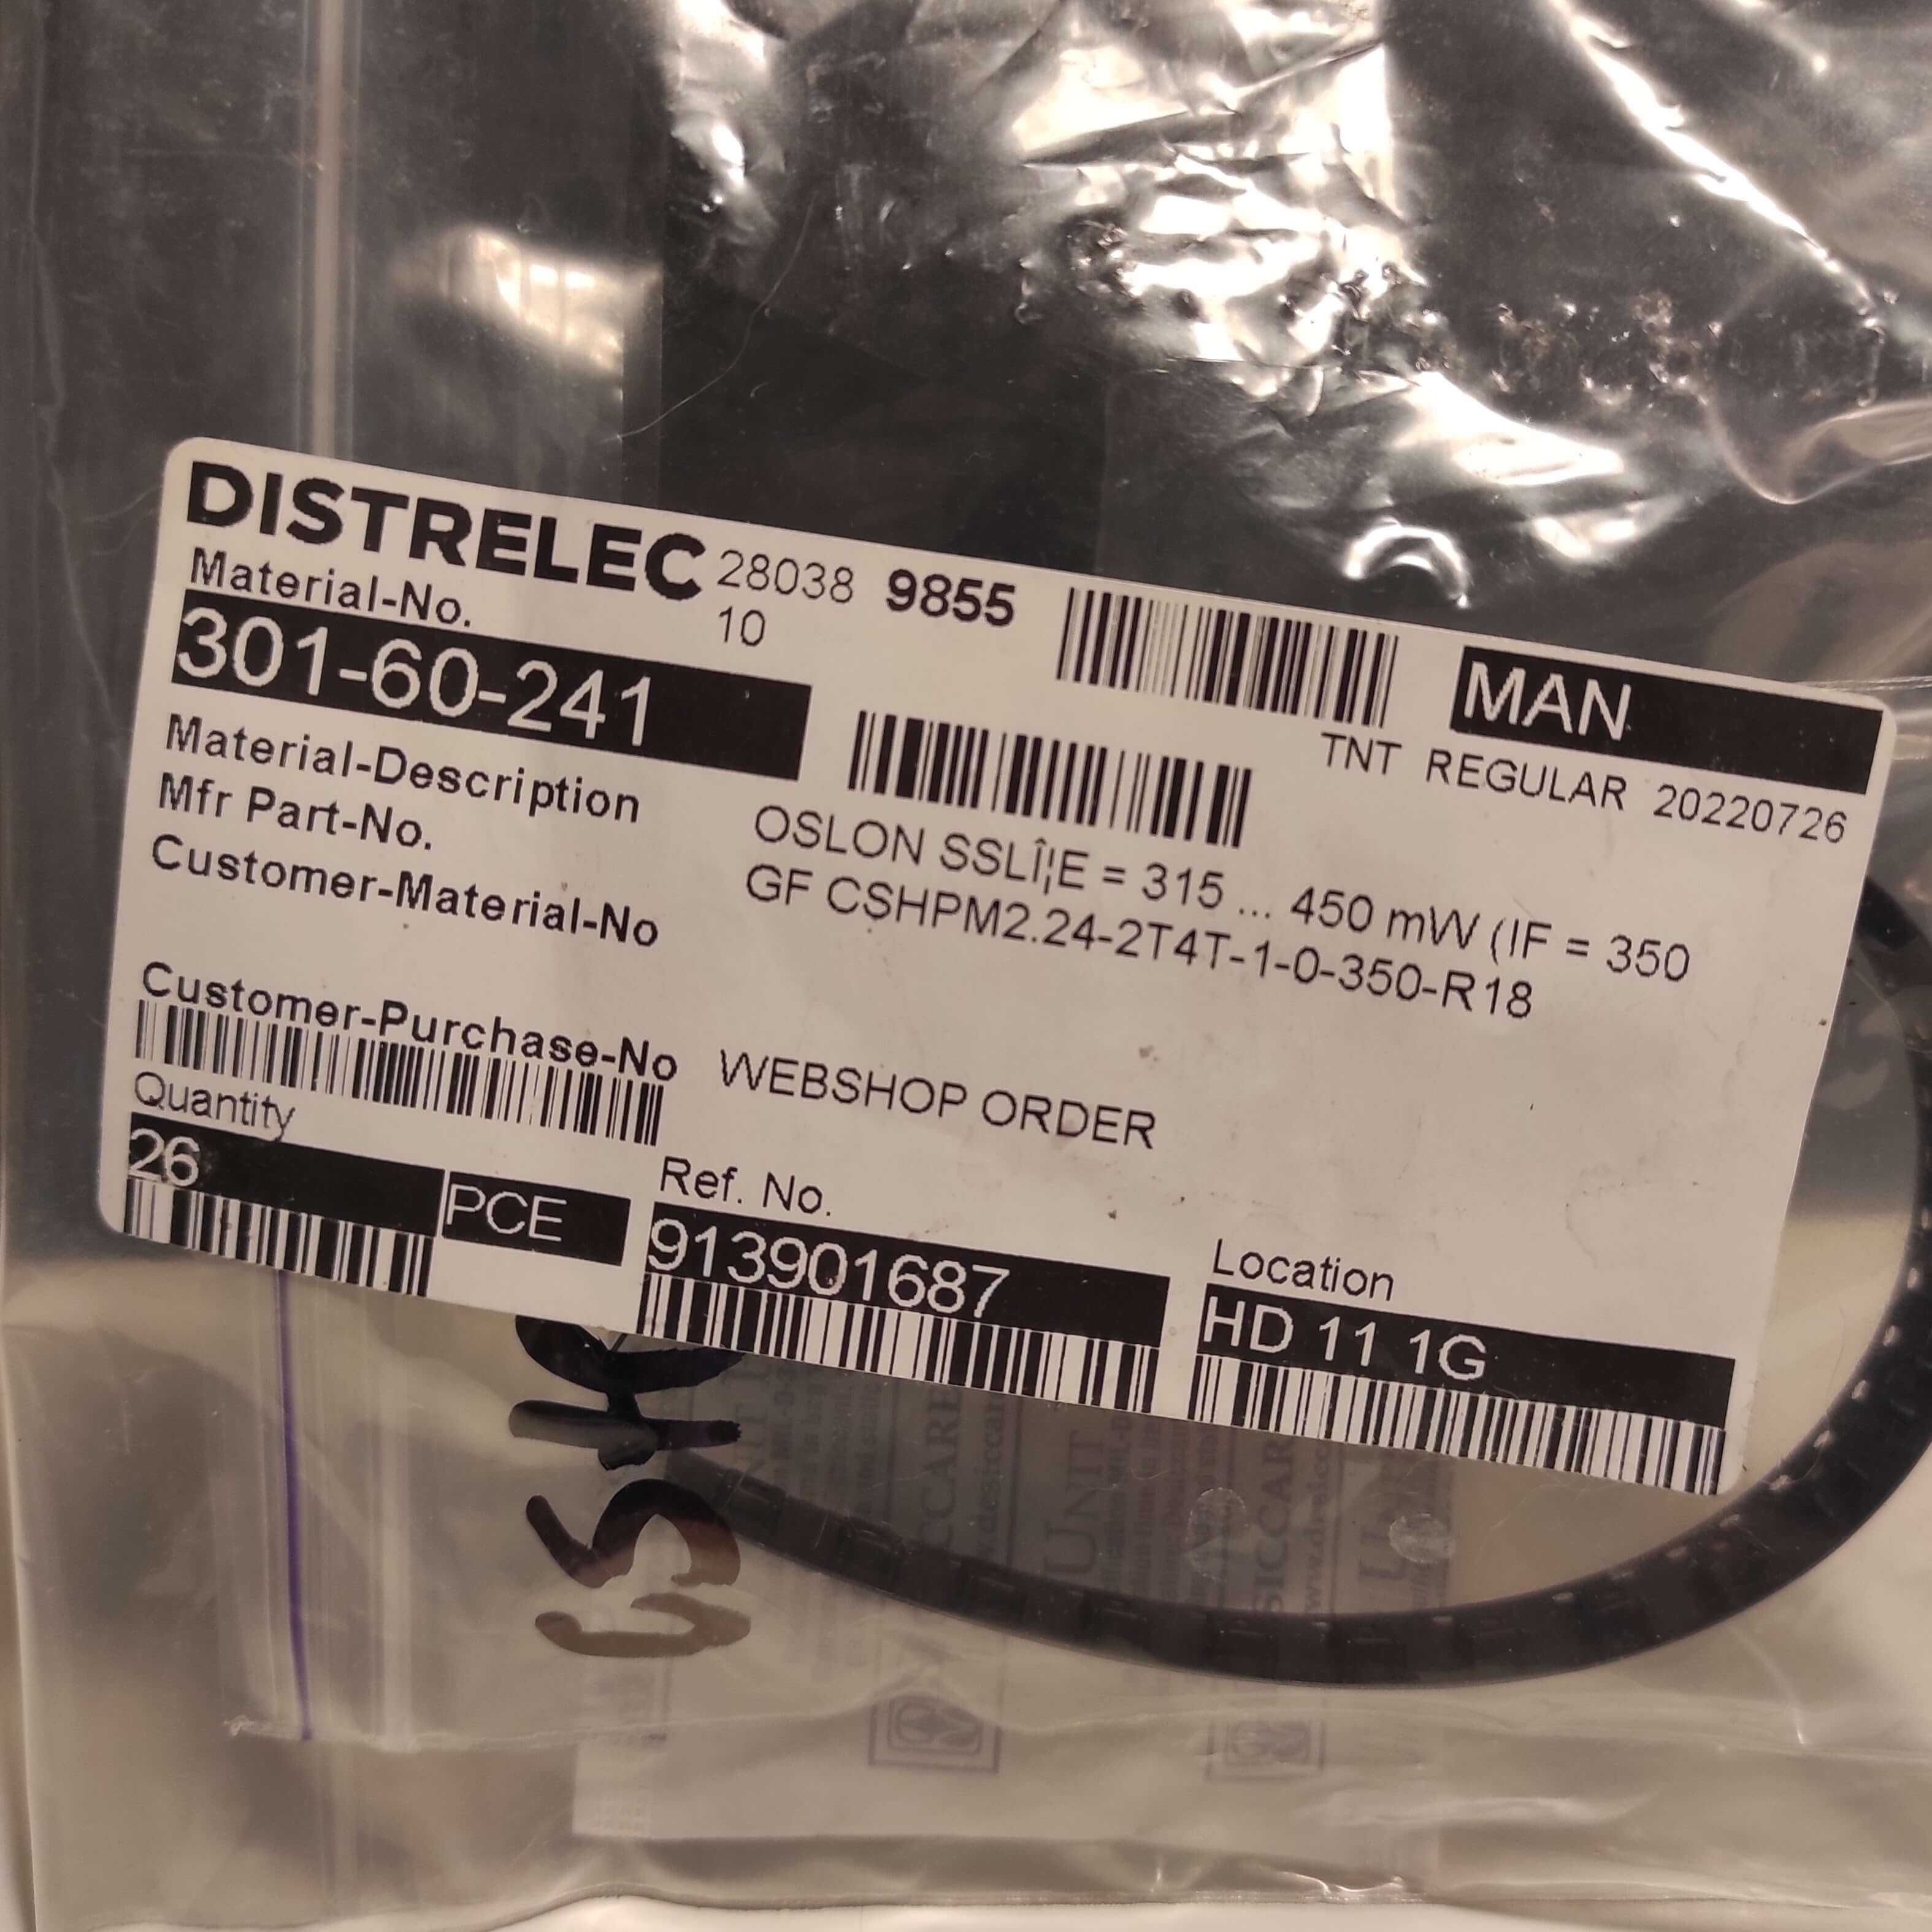 DISTRELEC 28038 9855
10
MAN
Material-No.
301-60-241
TNT REGULAR 20220726
Material-Description OSLON SSLÎ¦E = 315 ... 450 mW (IF = 350
Mfr Part-No. GF CSHPM2.24-2T4T-1-0-350-R18
Customer-Material-No
Customer-Purchase-No WEBSHOP ORDER
Quantity
26 PCE
Ref. No.
913901687
Location
HD 11 1G
UNIT